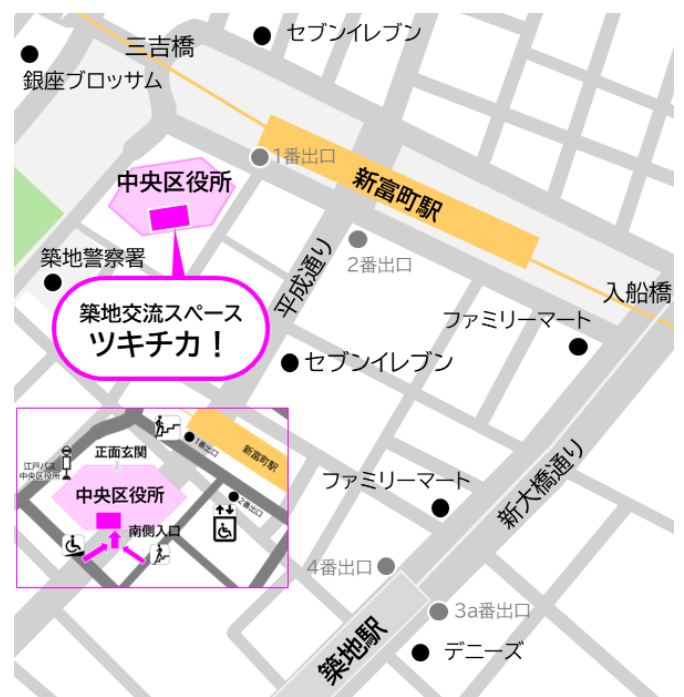 セブンイレブン
三吉橋
銀座ブロッサム
1番出口
中央区役所
新富町駅
2番出口
築地警察署
平成通り
入船橋
築地交流スペース
ツキチカ！
ファミリーマート
セブンイレブン
正面玄関
1番出口
新富町駅
江戸バス
中央区役所
中央区役所
2番出口
南側入口
ファミリーマート
新大橋通り
4番出口
3a番出口
築地駅
デニーズ